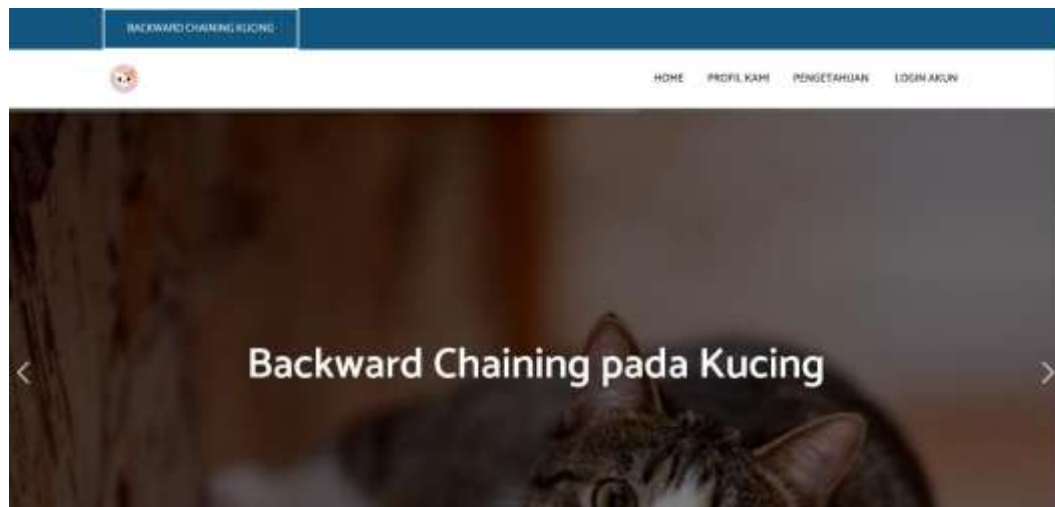 BACKWARD CHAINING KUCING
HOME PROFIL KAMI PENGETAHUAN LOGIN AKUN
Backward Chaining pada Kucing